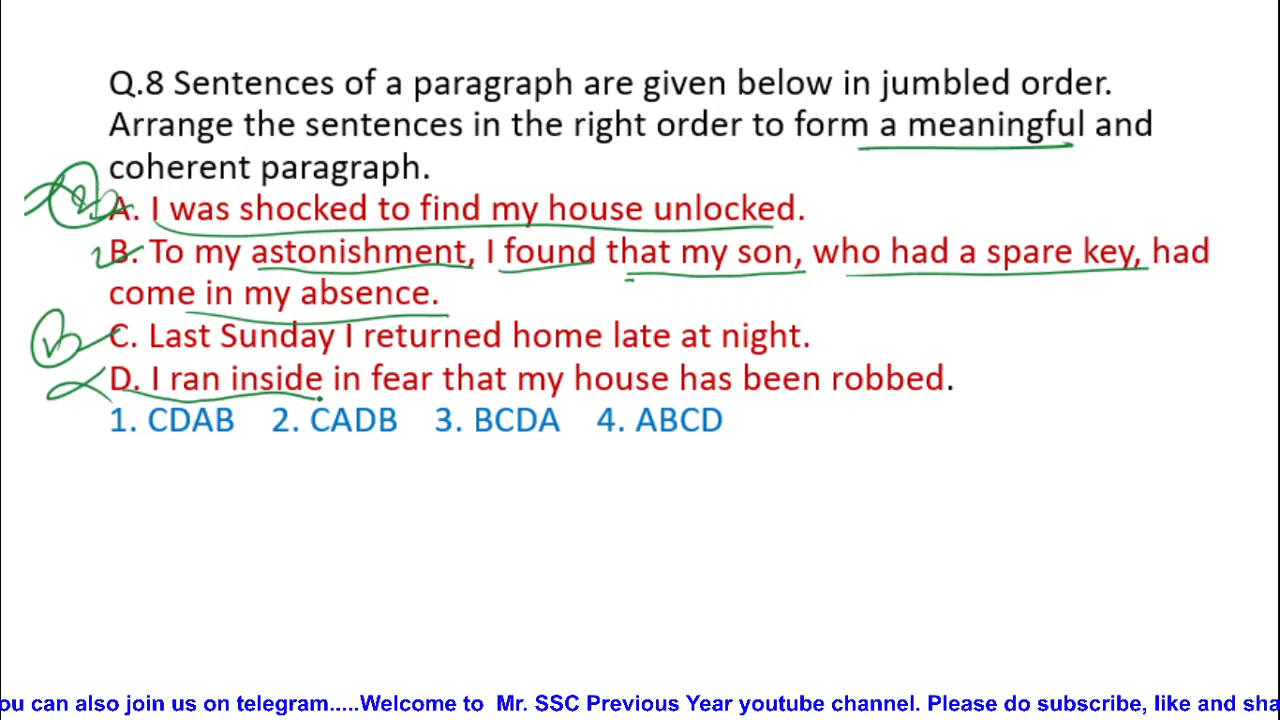 Q.8 Sentences of a paragraph are given below in jumbled order.
Arrange the sentences in the right order to form a meaningful and
coherent paragraph.
A. I was shocked to find my house unlocked.
B. To my astonishment, I found that my son, who had a spare key, had
come in my absence.
C. Last Sunday I returned home late at night.
D. I ran inside in fear that my house has been robbed.
1. CDAB 2. CADB 3. BCDA 4. ABCD
ou can also join us on telegram.....Welcome to Mr. SSC Previous Year youtube channel. Please do subscribe, like and sha